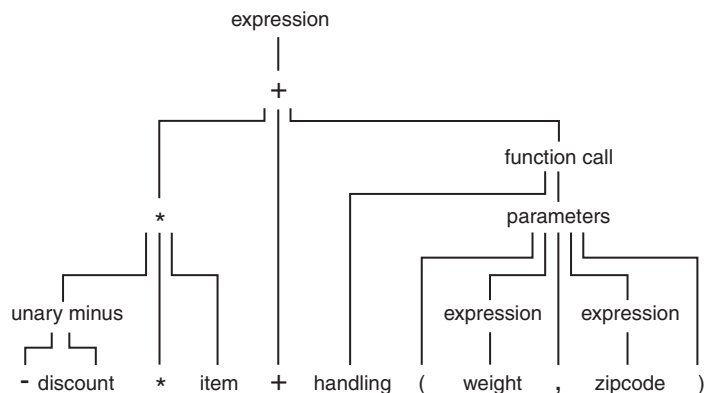 expression
+
function call
* parameters
unary minus expression expression
- discount * item + handling ( weight , zipcode )